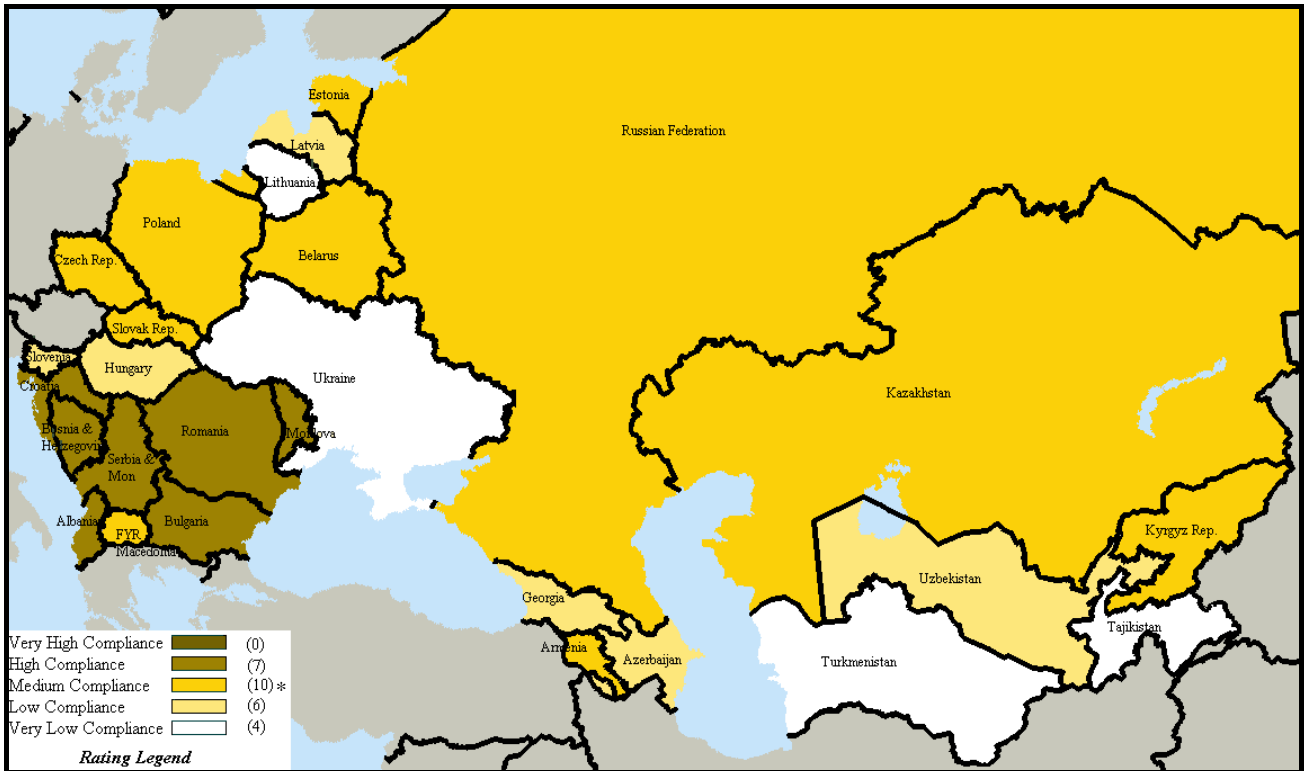 Estonia
Russian Federation
Latvia
Lithuania
Poland
Belarus
Czech Rep.
Slovak Rep.
Slovenia
Hungary
Ukraine
Croatia
Kazakhstan
Bosnia &
Herzegovin
Romania
Moldova
Serbia &
Mon
Albania
Bulgaria
FYR
Macedonia
Kyrgyz Rep.
Uzbekistan
Georgia
Tajikistan
Armenia
Azerbaijan
Turkmenistan
Very High Compliance (0)
High Compliance (7)
Medium Compliance (10) *
Low Compliance (6)
Very Low Compliance (4)
Rating Legend